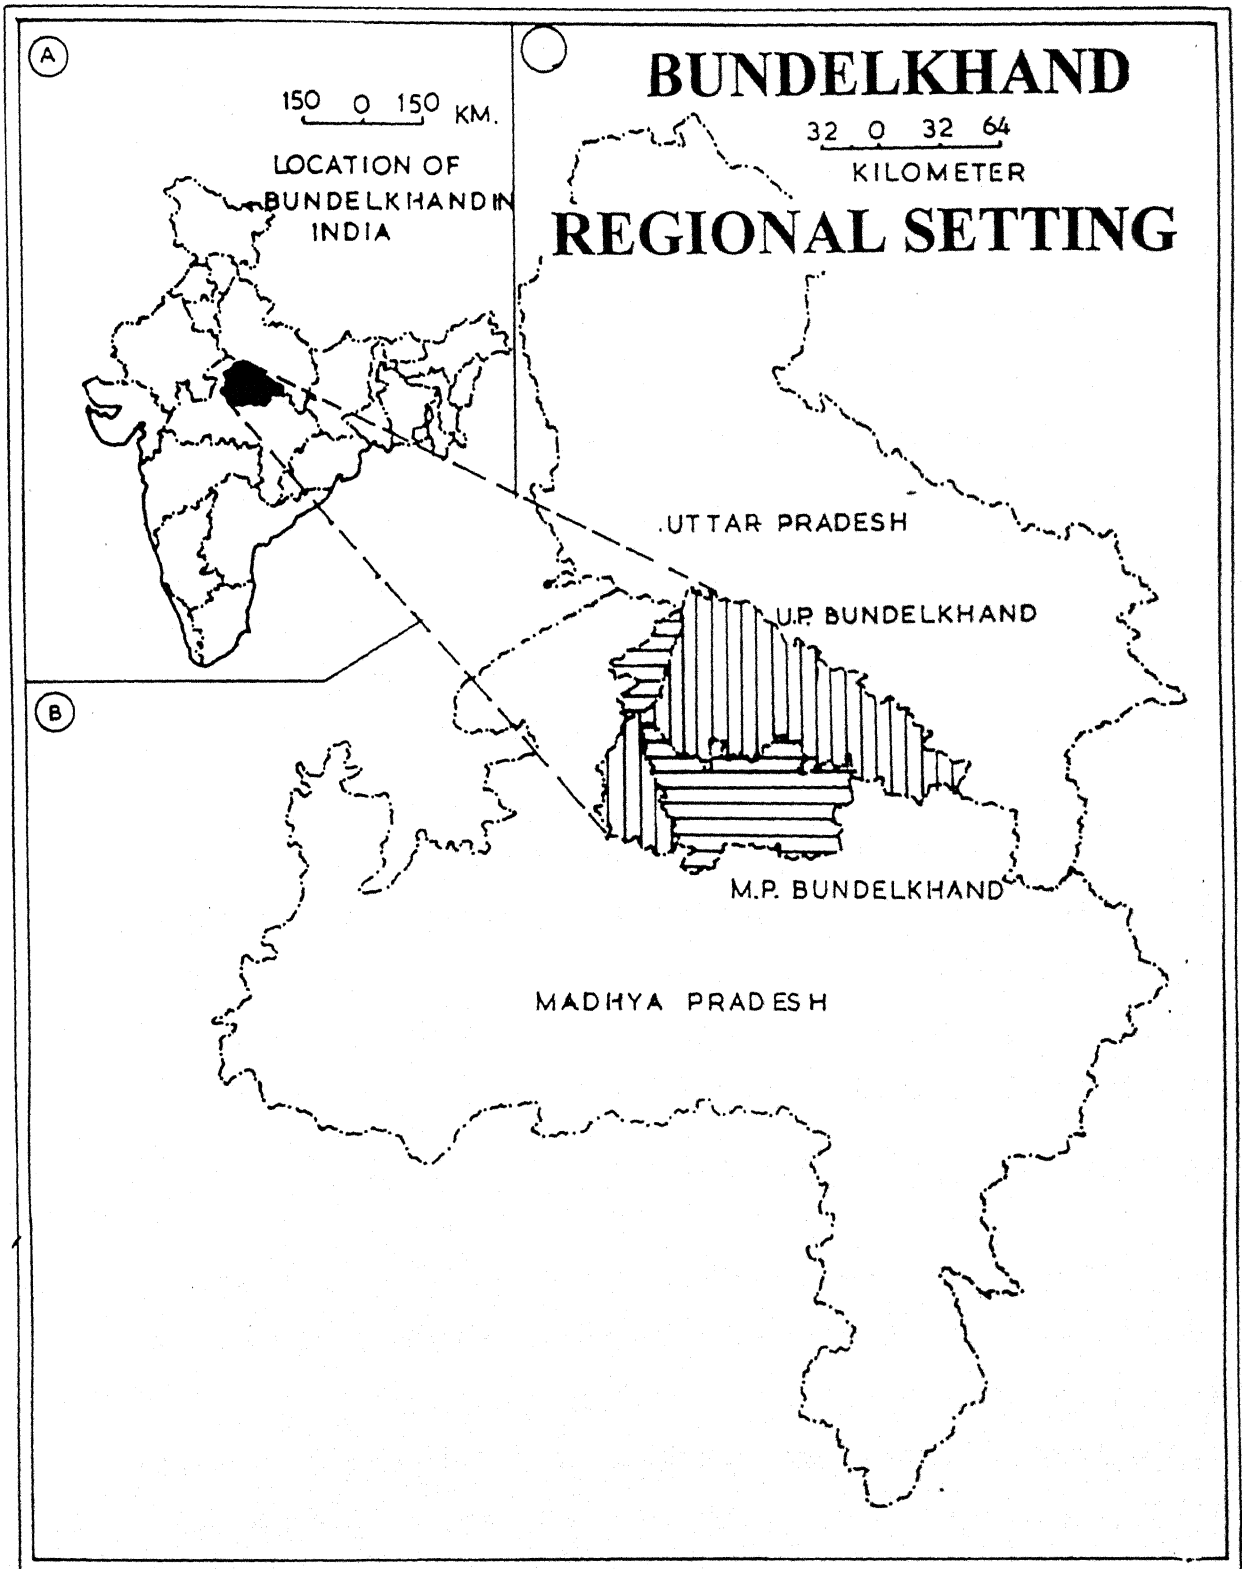 A
150 0 150 KM.
LOCATION OF
BUNDELKHAND IN
INDIA
BUNDELKHAND
32 0 32 64
KILOMETER
REGIONAL SETTING
UTTAR PRADESH
U.P. BUNDELKHAND
B
M.P. BUNDELKHAND
MADHYA PRADESH